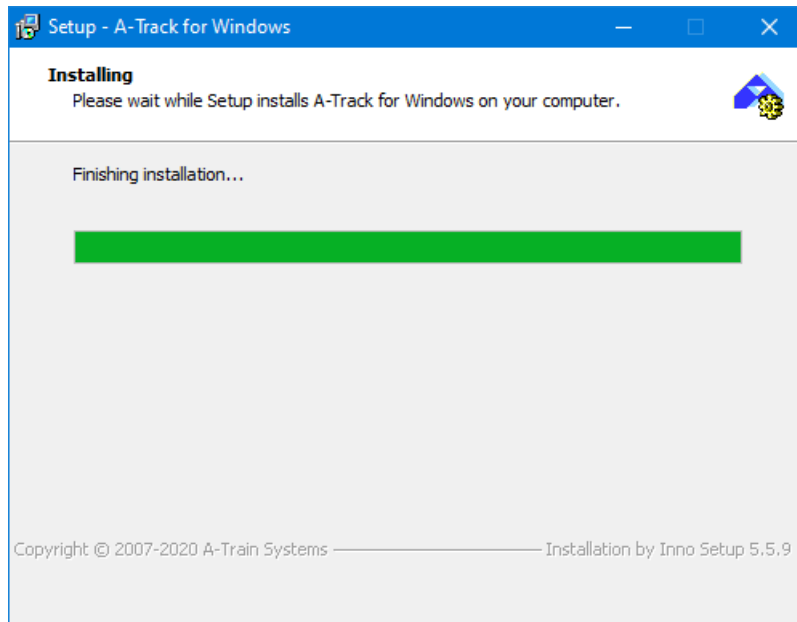 Setup - A-Track for Windows
Installing
Please wait while Setup installs A-Track for Windows on your computer.
Finishing installation...
Copyright © 2007-2020 A-Train Systems
Installation by Inno Setup 5.5.9